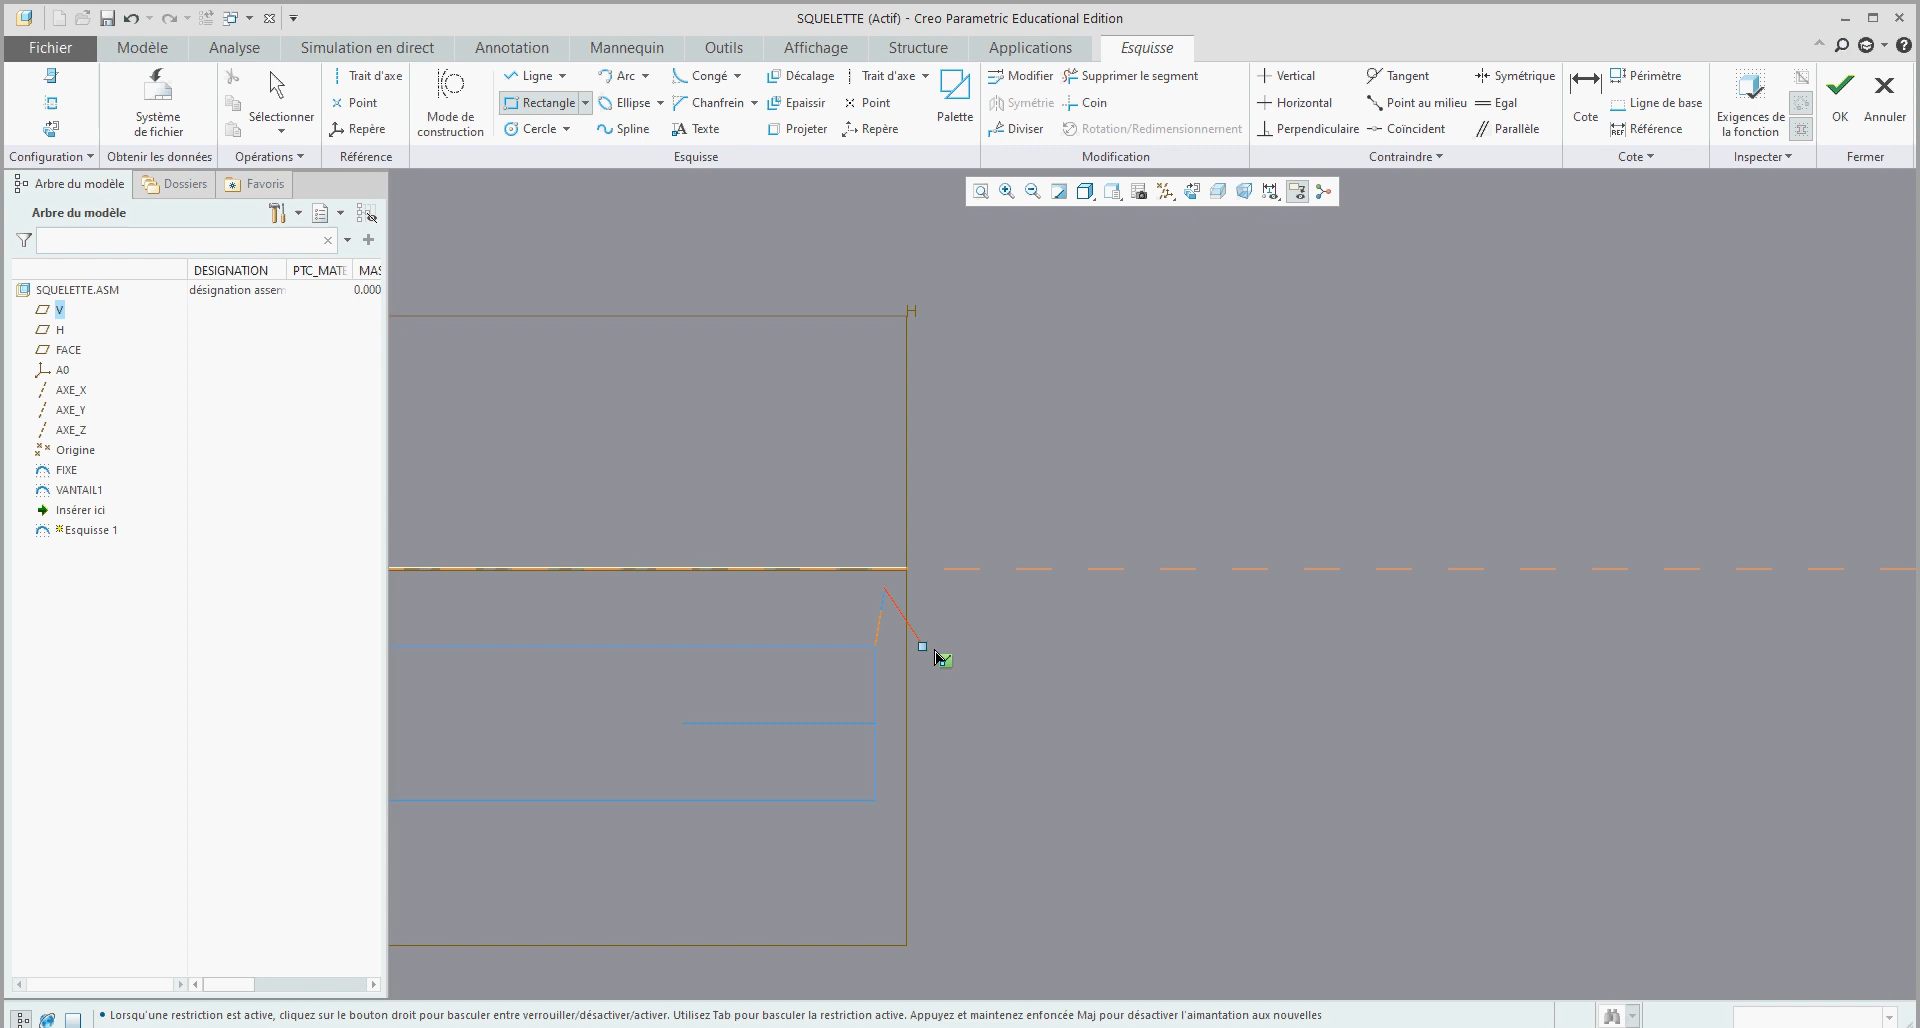 SQUELETTE (Actif) - Creo Parametric Educational Edition
Fichier Modèle Analyse Simulation en direct Annotation Mannequin Outils Affichage Structure Applications Esquisse
Trait d'axe Ligne Arc Congé Décalage Trait d'axe Modifier Supprimer le segment Vertical Tangent Symétrique Périmètre
Point Rectangle Ellipse Chanfrein Epaissir Point Symétrie Coin Horizontal Point au milieu Egal Ligne de base
Système de fichier Sélectionner Mode de construction Palette Cote Exigences de la fonction OK Annuler
Repère Cercle Spline Texte Projeter Repère Diviser Rotation/Redimensionnement Perpendiculaire Coïncident Parallèle Référence
Configuration Obtenir les données Opérations Référence Esquisse Modification Contraindre Cote Inspecter Fermer
Arbre du modèle Dossiers Favoris
Arbre du modèle
DESIGNATION PTC_MATE MAS
SQUELETTE.ASM désignation assem 0.000
V
H
FACE
A0
AXE_X
AXE_Y
AXE_Z
Origine
FIXE
VANTAIL1
Insérer ici
Esquisse 1
H
Lorsqu'une restriction est active, cliquez sur le bouton droit pour basculer entre verrouiller/désactiver/activer. Utilisez Tab pour basculer la restriction active. Appuyez et maintenez enfoncée Maj pour désactiver l'aimantation aux nouvelles